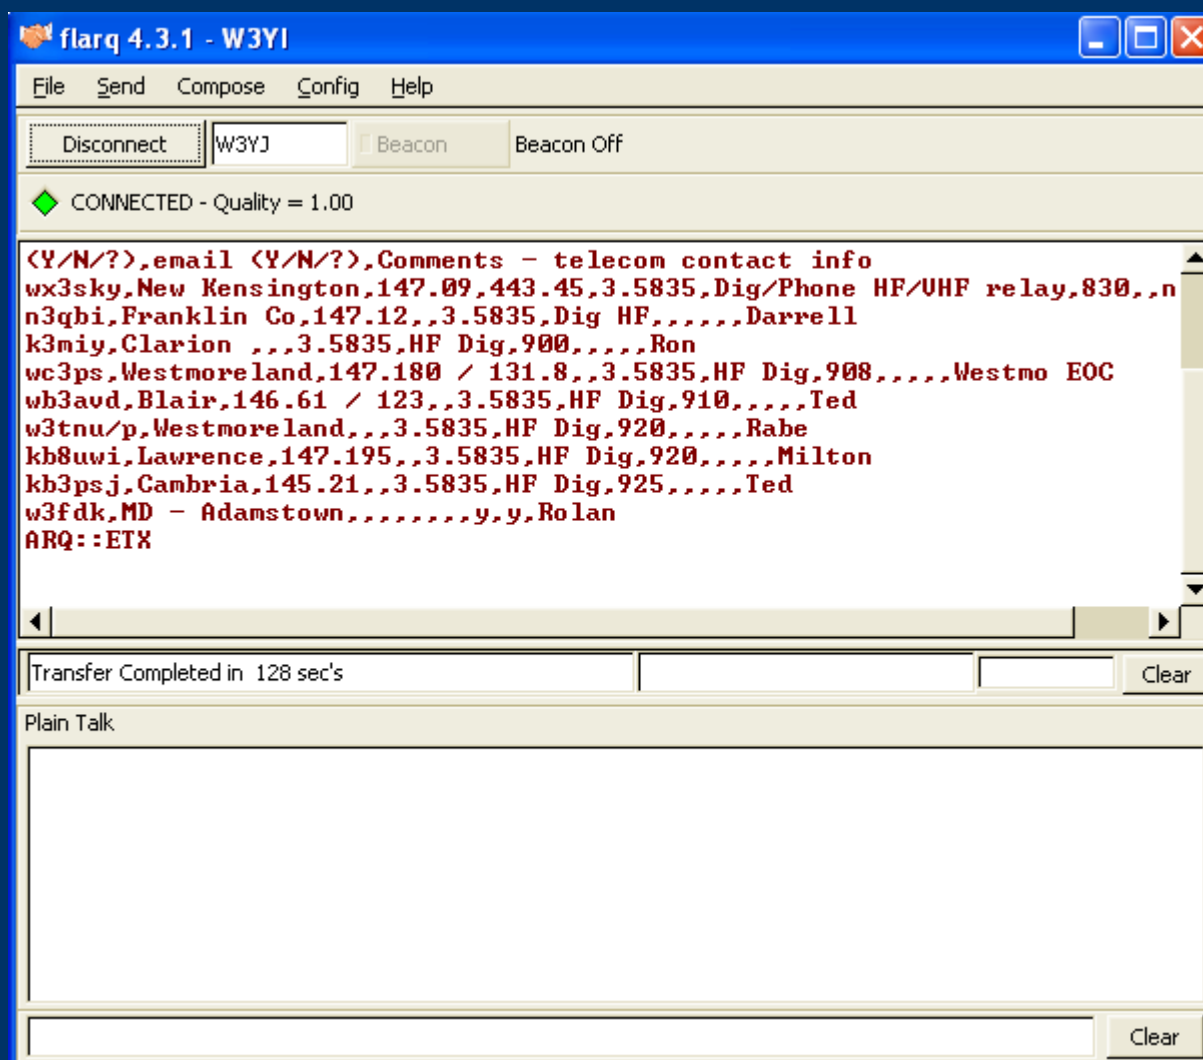 flarq 4.3.1 - W3YI
File Send Compose Config Help
Disconnect W3YJ Beacon Beacon Off
CONNECTED - Quality = 1.00
(Y/N/?),email (Y/N/?),Comments - telecom contact info
wx3sky,New Kensington,147.09,443.45,3.5835,Dig/Phone HF/VHF relay,830,,n
n3qbi,Franklin Co,147.12,,3.5835,Dig HF,,,,,,Darrell
k3miy,Clarion ,,,3.5835,HF Dig,900,,,,,Ron
wc3ps,Westmoreland,147.180 / 131.8,,3.5835,HF Dig,908,,,,,Westmo EOC
wb3avd,Blair,146.61 / 123,,3.5835,HF Dig,910,,,,,Ted
w3tnu/p,Westmoreland,,,3.5835,HF Dig,920,,,,,Rabe
kb8uwi,Lawrence,147.195,,3.5835,HF Dig,920,,,,,Milton
kb3psj,Cambria,145.21,,3.5835,HF Dig,925,,,,,Ted
w3fdk,MD - Adamstown,,,,,,,,y,y,Rolan
ARQ::ETX
Transfer Completed in 128 sec's Clear
Plain Talk
Clear